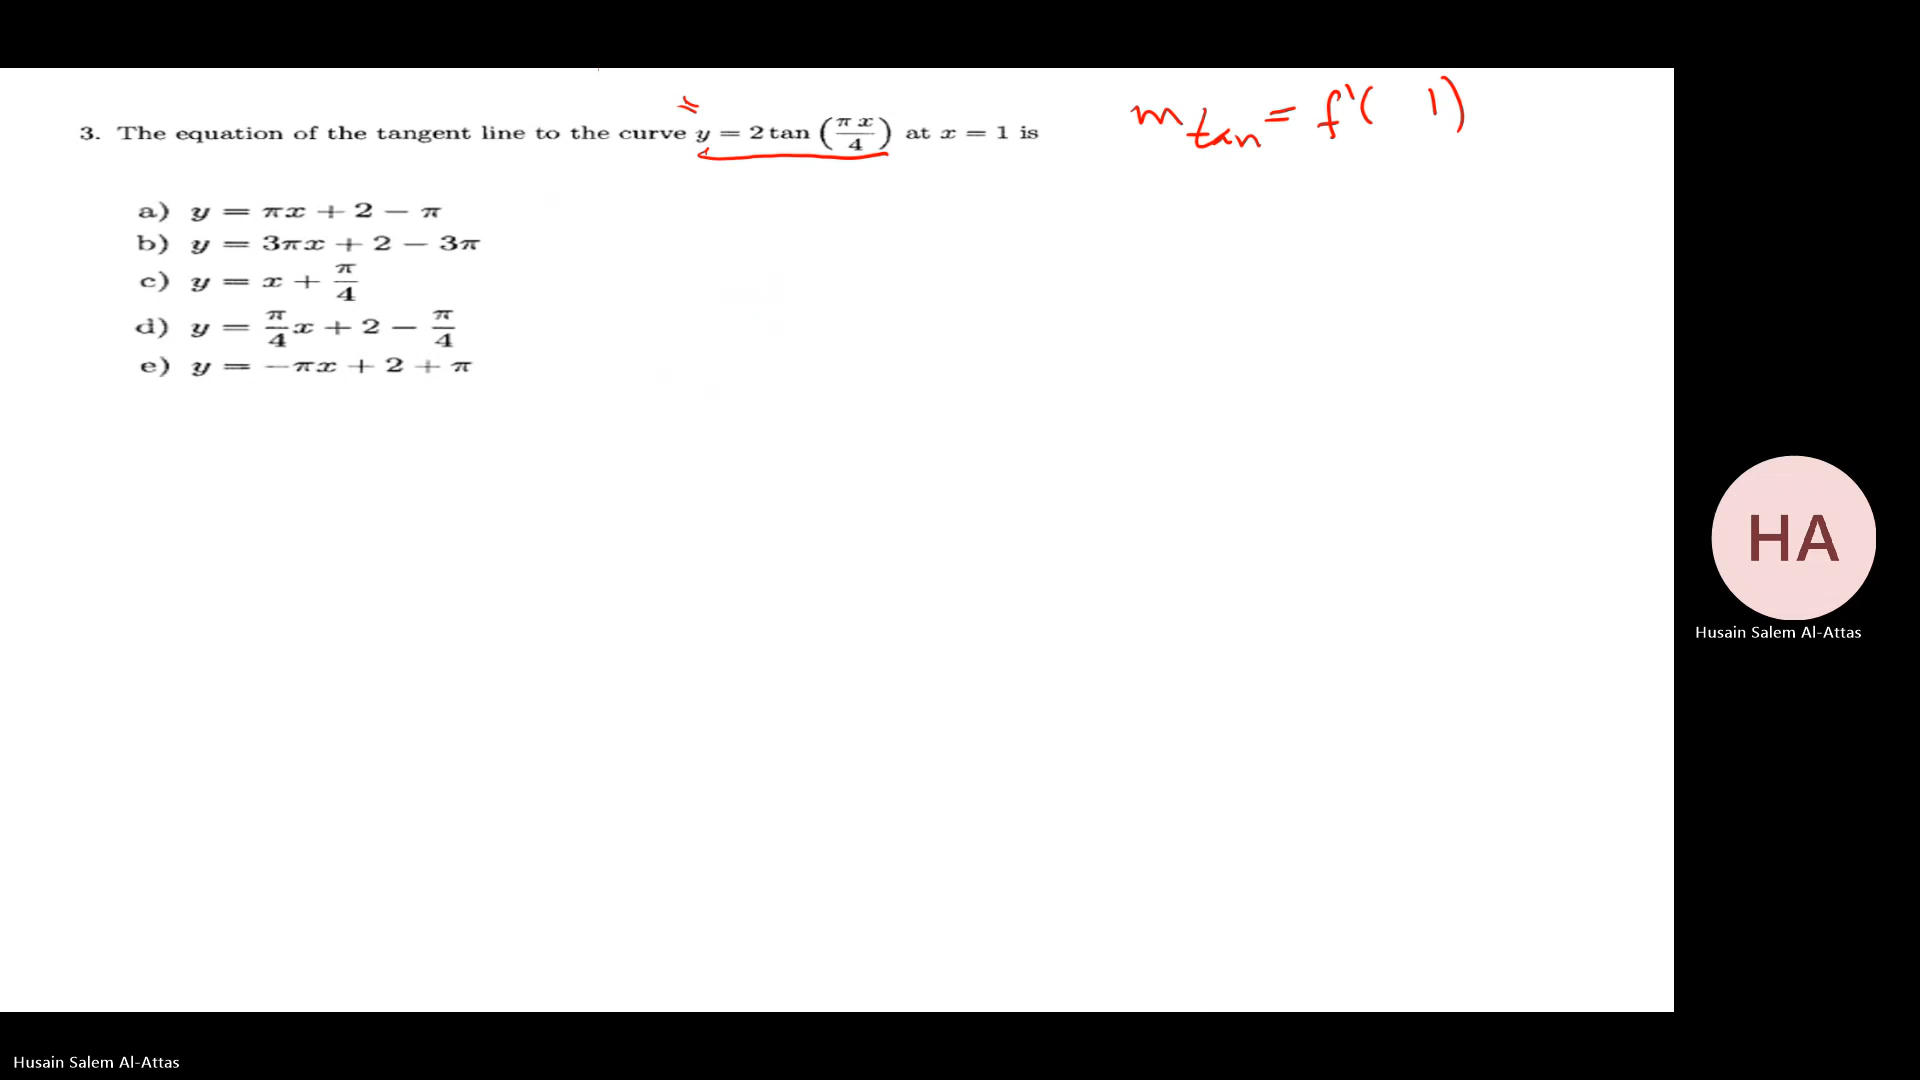 3. The equation of the tangent line to the curve y = 2 tan (πx/4) at x = 1 is
m tan = f'( 1)
a) y = πx + 2 − π
b) y = 3πx + 2 − 3π
c) y = x + π/4
d) y = π/4 x + 2 − π/4
e) y = −πx + 2 + π
HA
Husain Salem Al-Attas
Husain Salem Al-Attas